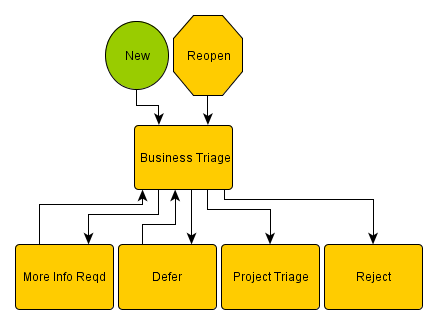 New
Reopen
Business Triage
More Info Reqd
Defer
Project Triage
Reject